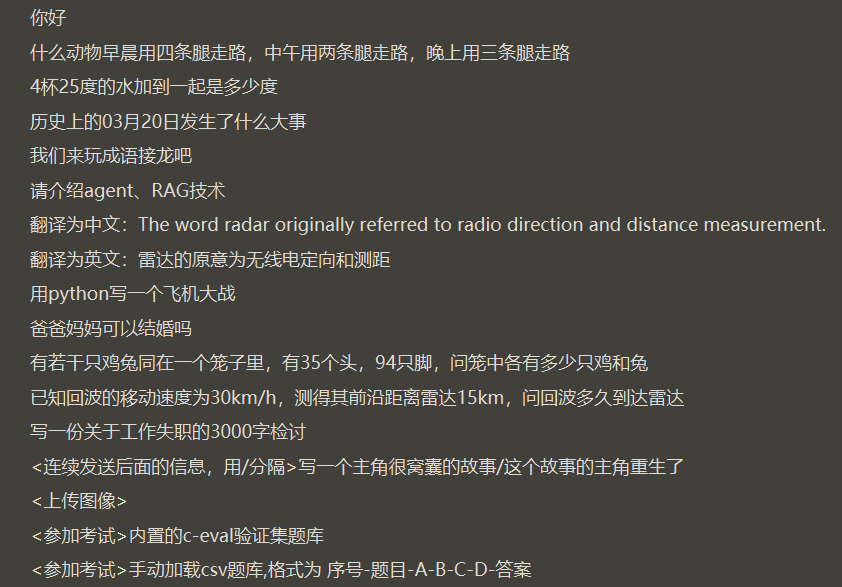 你好
什么动物早晨用四条腿走路，中午用两条腿走路，晚上用三条腿走路
4杯25度的水加到一起是多少度
历史上的03月20日发生了什么大事
我们来玩成语接龙吧
请介绍agent、RAG技术
翻译为中文：The word radar originally referred to radio direction and distance measurement.
翻译为英文：雷达的原意为无线电定向和测距
用python写一个飞机大战
爸爸妈妈可以结婚吗
有若干只鸡兔同在一个笼子里，有35个头，94只脚，问笼中各有多少只鸡和兔
已知回波的移动速度为30km/h，测得其前沿距离雷达15km，问回波多久到达雷达
写一份关于工作失职的3000字检讨
<连续发送后面的信息，用/分隔>写一个主角很窝囊的故事/这个故事的主角重生了
<上传图像>
<参加考试>内置的c-eval验证集题库
<参加考试>手动加载csv题库,格式为 序号-题目-A-B-C-D-答案